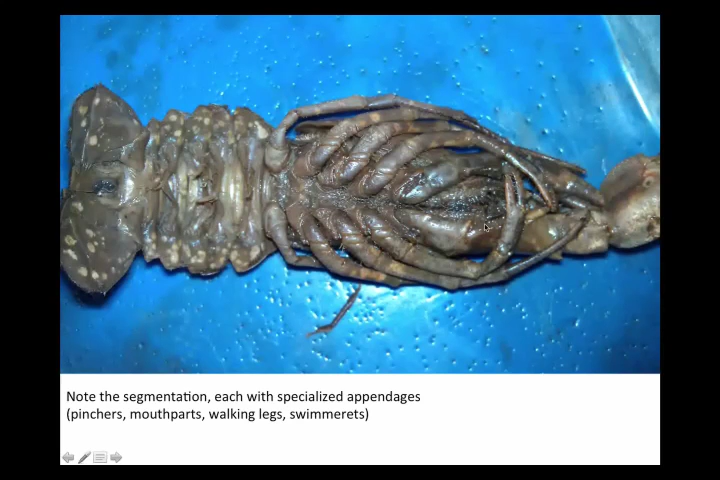 Note the segmentation, each with specialized appendages
(pinchers, mouthparts, walking legs, swimmerets)